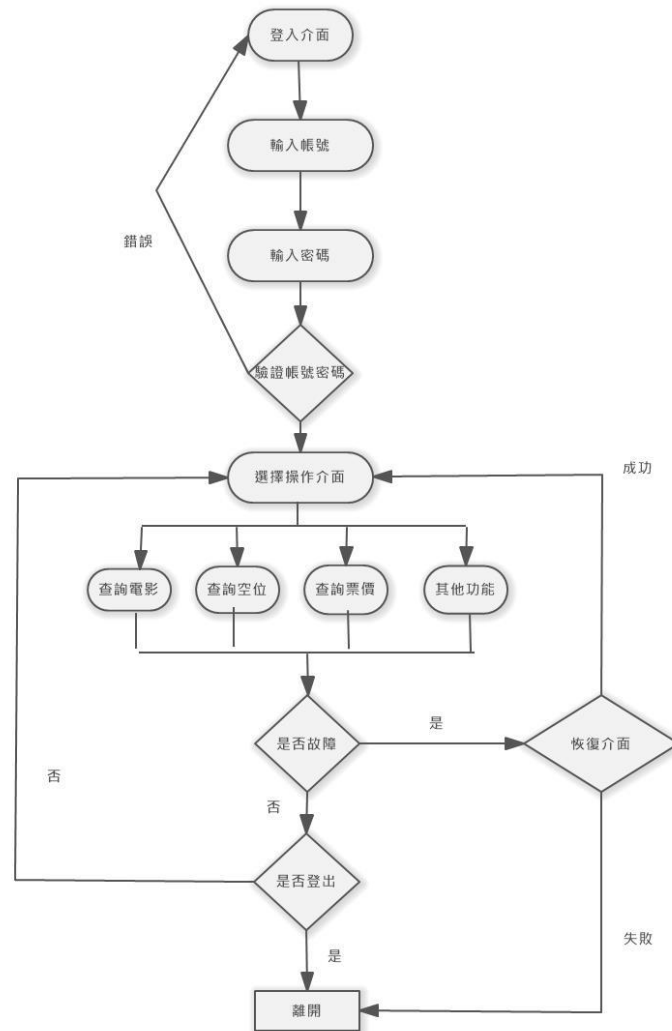 登入介面
輸入帳號
輸入密碼
錯誤
驗證帳號密碼
選擇操作介面
成功
查詢電影
查詢空位
查詢票價
其他功能
是否故障
是
恢復介面
否
否
是否登出
是
失敗
離開